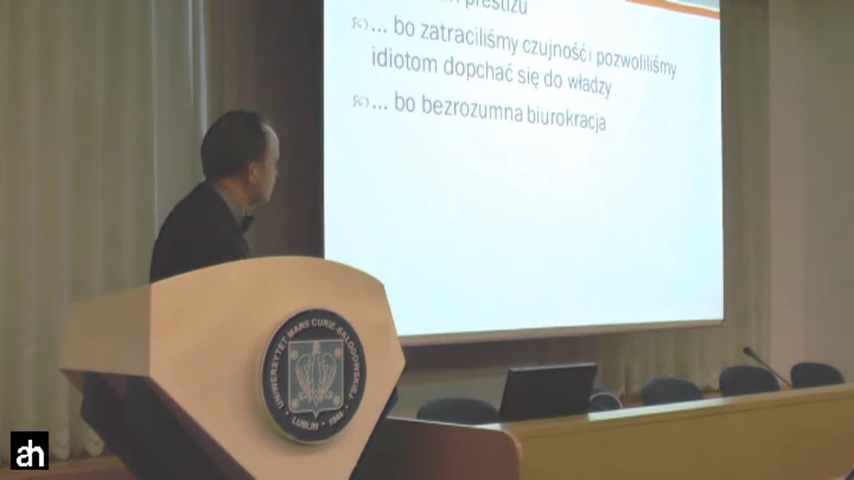 prestiżu
... bo zatraciliśmy czujność i pozwoliliśmy
idiotom dopchać się do władzy
... bo bezrozumna biurokracja
UNIWERSYTET MARII CURIE-SKŁODOWSKIEJ
LUBLIN · 1944
ah